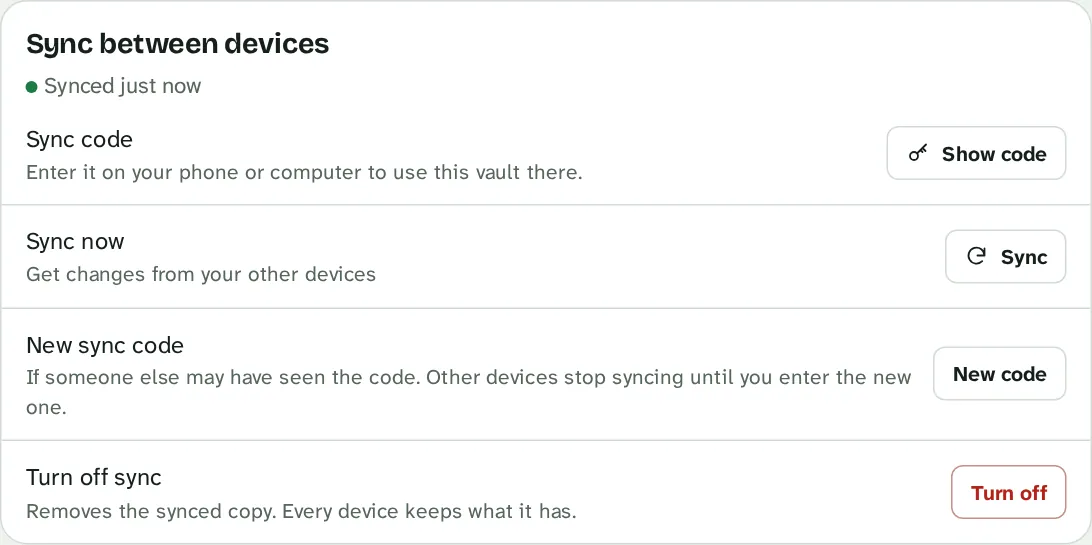 Sync between devices
Synced just now
Sync code
Enter it on your phone or computer to use this vault there.
Show code
Sync now
Get changes from your other devices
Sync
New sync code
If someone else may have seen the code. Other devices stop syncing until you enter the new
one.
New code
Turn off sync
Removes the synced copy. Every device keeps what it has.
Turn off